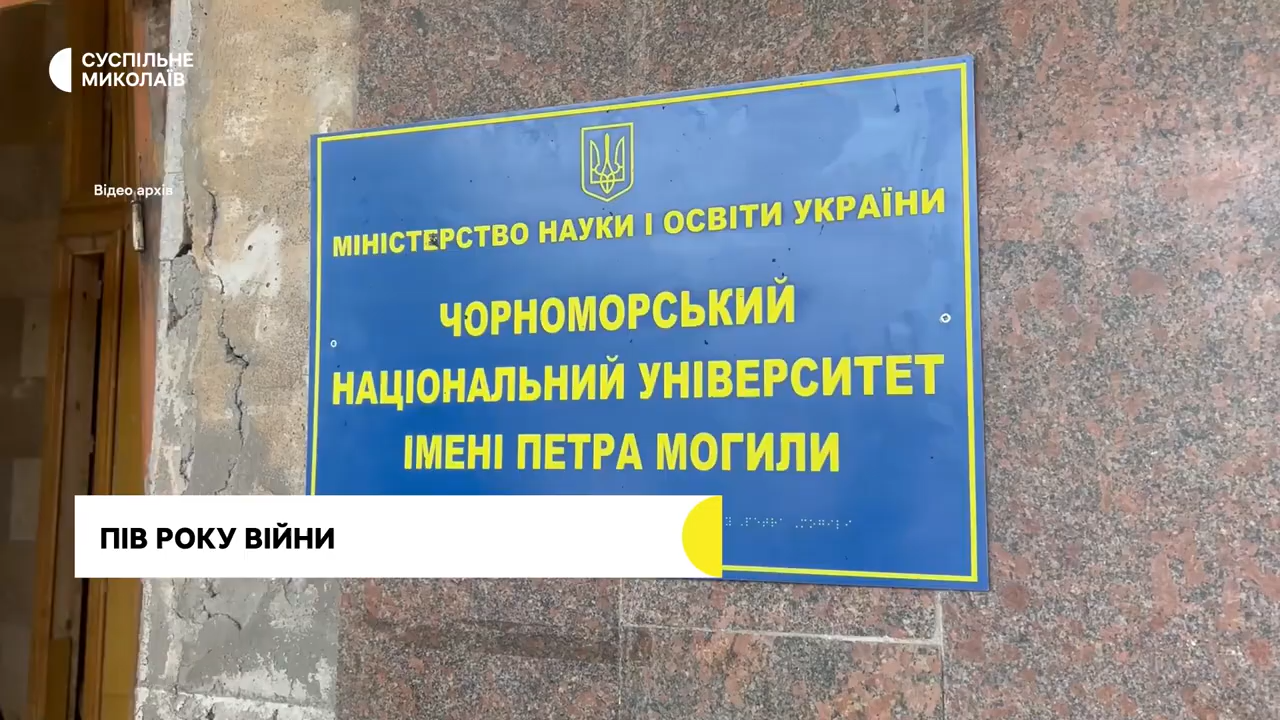 СУСПІЛЬНЕ
МИКОЛАЇВ
Відео архів
МІНІСТЕРСТВО НАУКИ І ОСВІТИ УКРАЇНИ
ЧОРНОМОРСЬКИЙ
НАЦІОНАЛЬНИЙ УНІВЕРСИТЕТ
ІМЕНІ ПЕТРА МОГИЛИ
ПІВ РОКУ ВІЙНИ